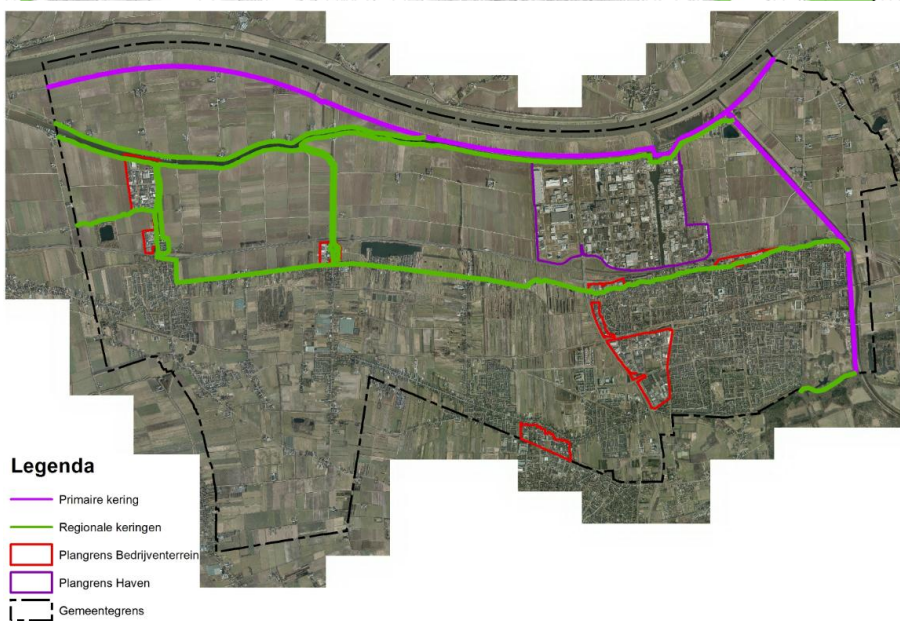 Legenda
Primaire kering
Regionale keringen
Plangrens Bedrijventerrein
Plangrens Haven
Gemeentegrens